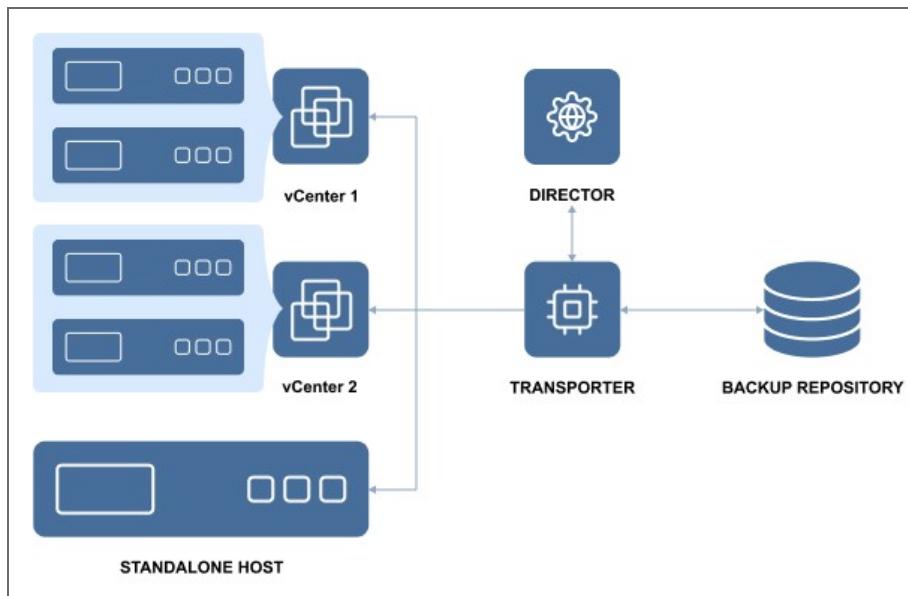 vCenter 1
DIRECTOR
vCenter 2
TRANSPORTER
BACKUP REPOSITORY
STANDALONE HOST